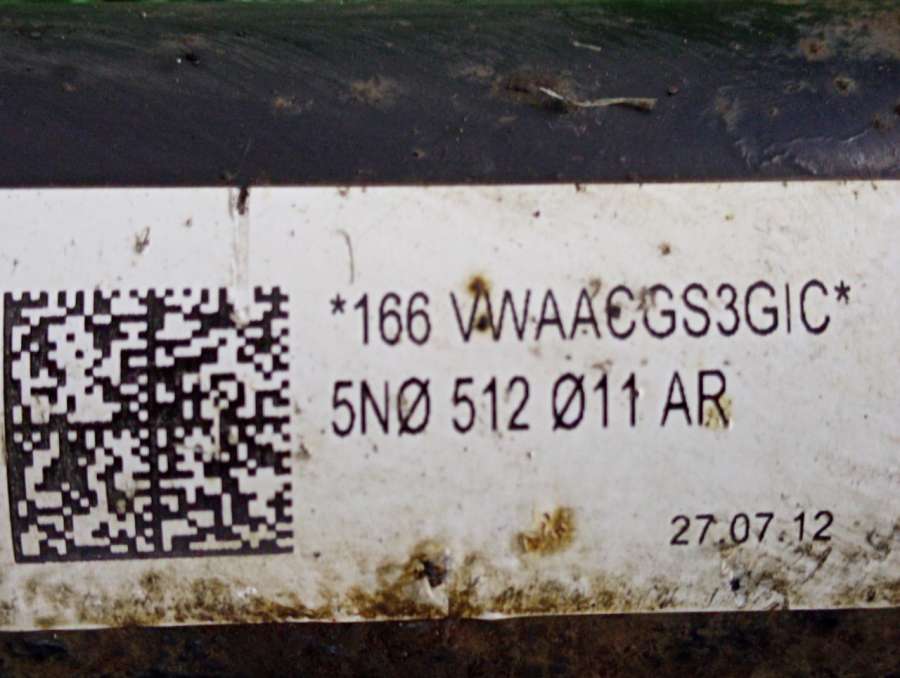 *166 VWAACGS3GIC*
5NØ 512 Ø11 AR
27.07.12